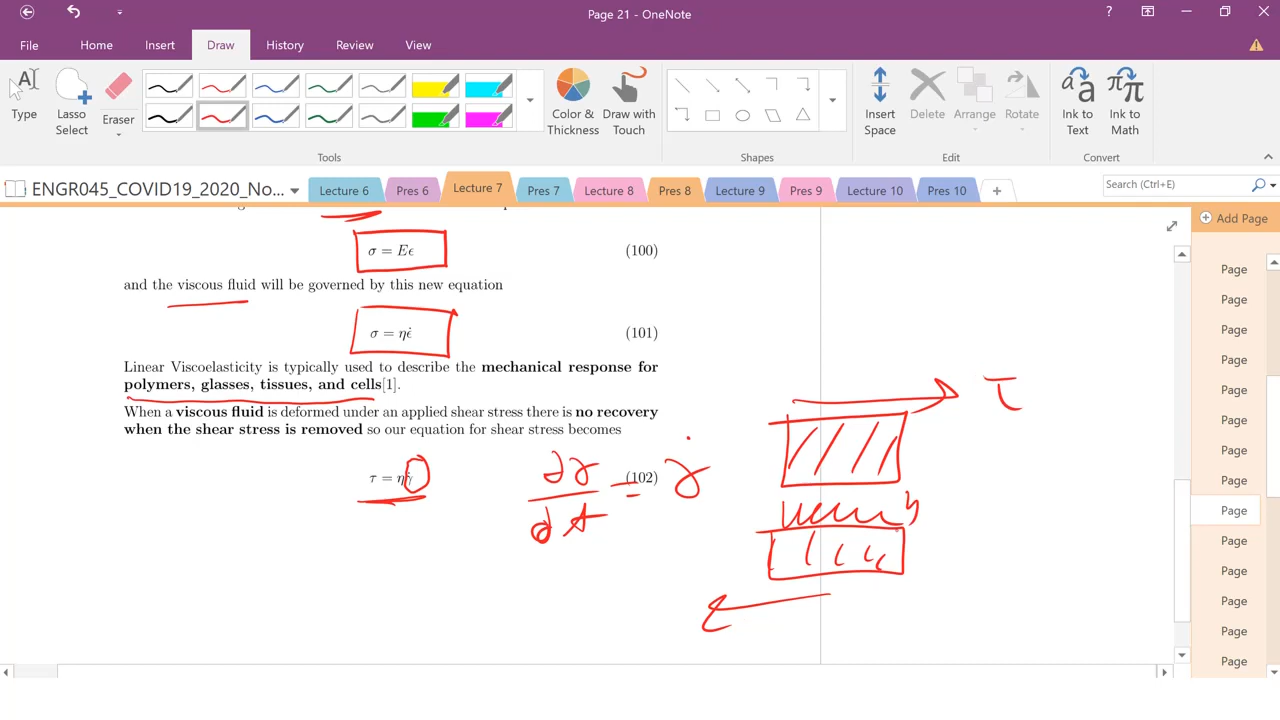 Page 21 - OneNote
File Home Insert Draw History Review View
Type Lasso Select Eraser Color & Thickness Draw with Touch Insert Space Delete Arrange Rotate Ink to Text Ink to Math
Tools Shapes Edit Convert
ENGR045_COVID19_2020_No... Lecture 6 Pres 6 Lecture 7 Pres 7 Lecture 8 Pres 8 Lecture 9 Pres 9 Lecture 10 Pres 10 Search (Ctrl+E)
Add Page
σ = Eϵ (100)
and the viscous fluid will be governed by this new equation
σ = ηϵ̇ (101)
Linear Viscoelasticity is typically used to describe the mechanical response for
polymers, glasses, tissues, and cells[1].
When a viscous fluid is deformed under an applied shear stress there is no recovery
when the shear stress is removed so our equation for shear stress becomes
τ = ηγ̇ (102)
∂γ/∂t = γ̇
τ
η
Page
Page
Page
Page
Page
Page
Page
Page
Page
Page
Page
Page
Page
Page